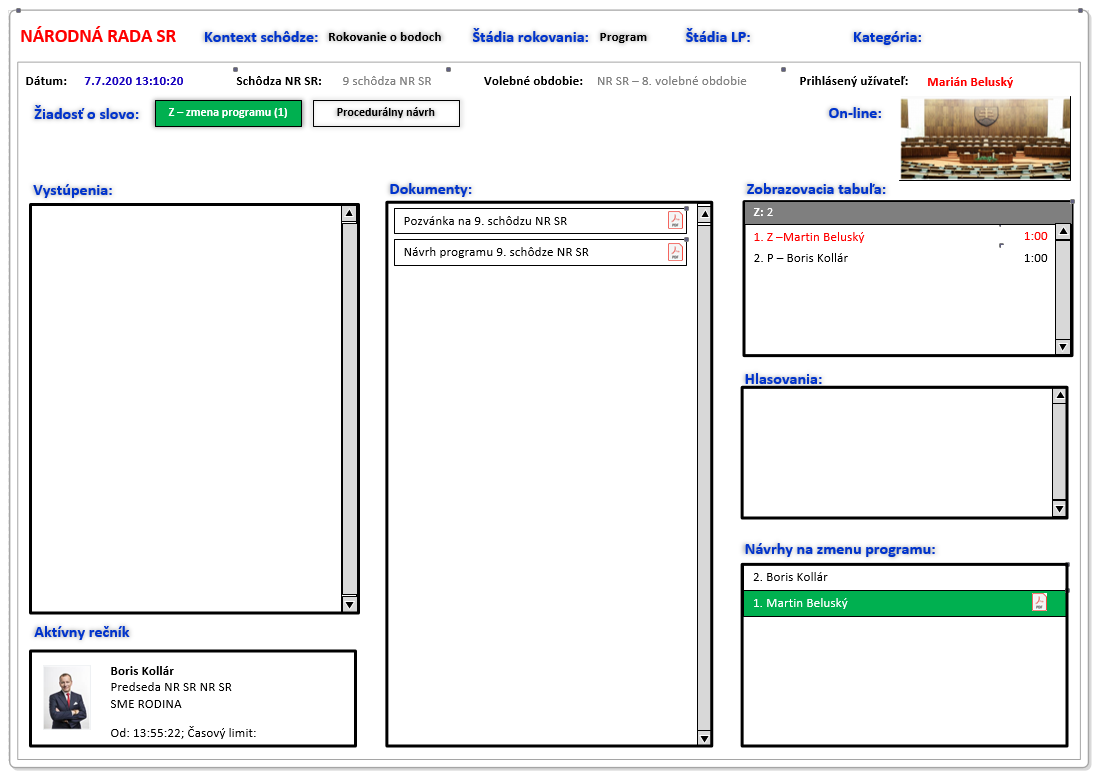 NÁRODNÁ RADA SR Kontext schôdze: Rokovanie o bodoch Štádia rokovania: Program Štádia LP: Kategória:
Dátum: 7.7.2020 13:10:20 Schôdza NR SR: 9 schôdza NR SR Volebné obdobie: NR SR – 8. volebné obdobie Prihlásený užívateľ: Marián Beluský
Žiadosť o slovo: Z – zmena programu (1) Procedurálny návrh On-line:
Vystúpenia:
Dokumenty:
Pozvánka na 9. schôdzu NR SR
Návrh programu 9. schôdze NR SR
Zobrazovacia tabuľa:
Z: 2
1. Z –Martin Beluský 1:00
2. P – Boris Kollár 1:00
Hlasovania:
Návrhy na zmenu programu:
2. Boris Kollár
1. Martin Beluský
Aktívny rečník
Boris Kollár
Predseda NR SR NR SR
SME RODINA
Od: 13:55:22; Časový limit: